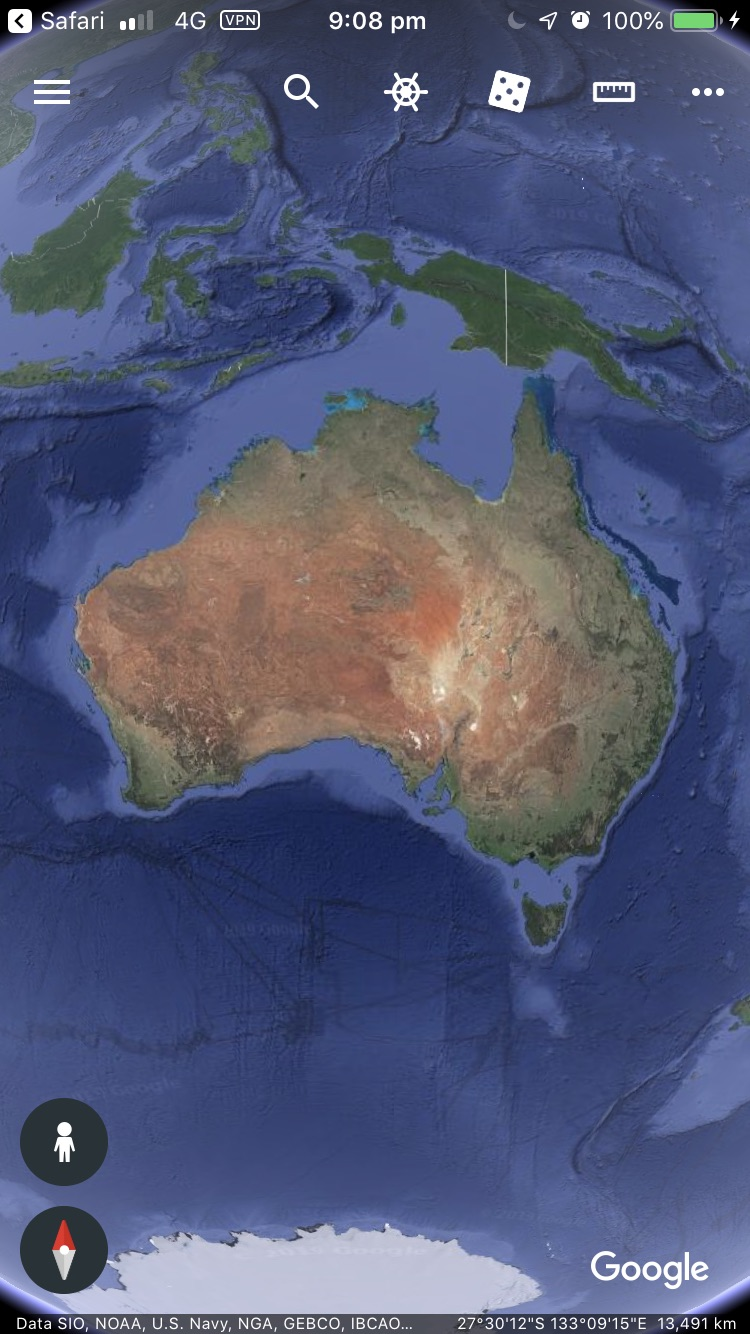 Safari 4G VPN 9:08 pm 100%
Google
Data SIO, NOAA, U.S. Navy, NGA, GEBCO, IBCAO... 27°30'12"S 133°09'15"E 13,491 km